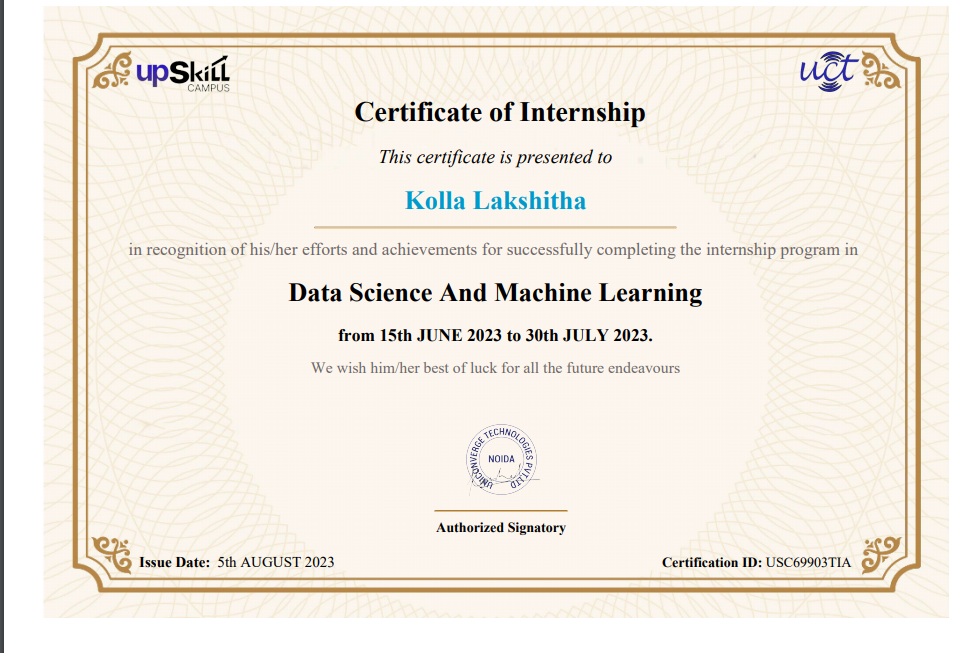 upSkill
CAMPUS
uct
Certificate of Internship
This certificate is presented to
Kolla Lakshitha
in recognition of his/her efforts and achievements for successfully completing the internship program in
Data Science And Machine Learning
from 15th JUNE 2023 to 30th JULY 2023.
We wish him/her best of luck for all the future endeavours
UNICONVERGE TECHNOLOGIES PVT.LTD
NOIDA
Authorized Signatory
Issue Date: 5th AUGUST 2023
Certification ID: USC69903TIA